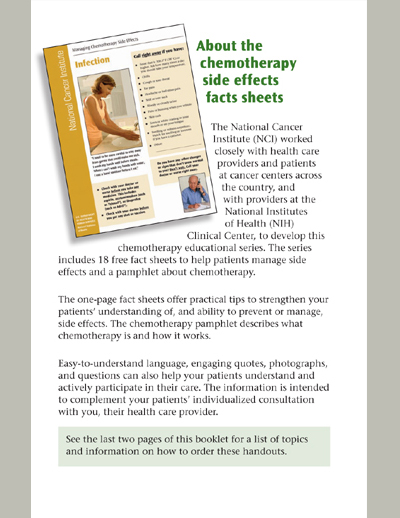 Managing Chemotherapy Side Effects
National Cancer Institute
Infection
Call right away if you have:
About the
chemotherapy
side effects
facts sheets
The National Cancer
Institute (NCI) worked
closely with health care
providers and patients
at cancer centers across
the country, and
with providers at the
National Institutes
of Health (NIH)
Clinical Center, to develop this
chemotherapy educational series. The series
includes 18 free fact sheets to help patients manage side
effects and a pamphlet about chemotherapy.
The one-page fact sheets offer practical tips to strengthen your
patients’ understanding of, and ability to prevent or manage,
side effects. The chemotherapy pamphlet describes what
chemotherapy is and how it works.
Easy-to-understand language, engaging quotes, photographs,
and questions can also help your patients understand and
actively participate in their care. The information is intended
to complement your patients’ individualized consultation
with you, their health care provider.
See the last two pages of this booklet for a list of topics
and information on how to order these handouts.